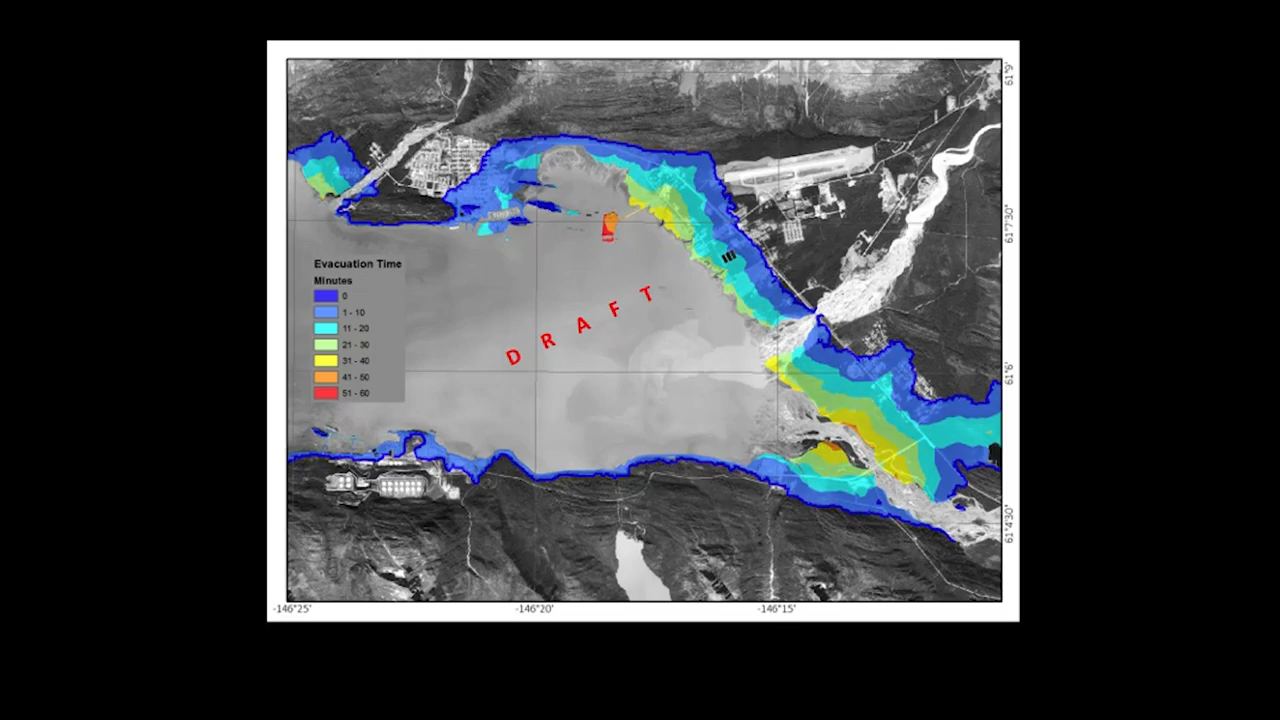 61°9'
61°7'30"
Evacuation Time
Minutes
0
1 - 10
11 - 20
21 - 30
31 - 40
41 - 50
51 - 60
DRAFT
61°6'
61°4'30"
-146°25'
-146°20'
-146°15'